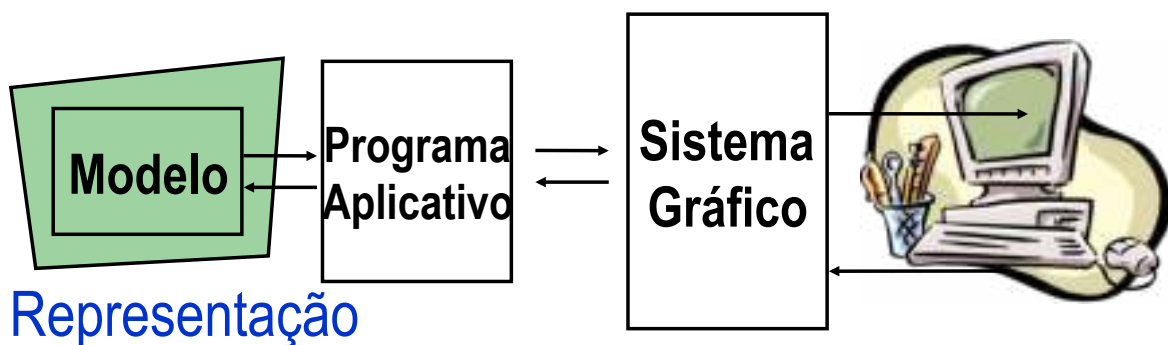 Modelo
Programa
Aplicativo
Sistema
Gráfico
Representação